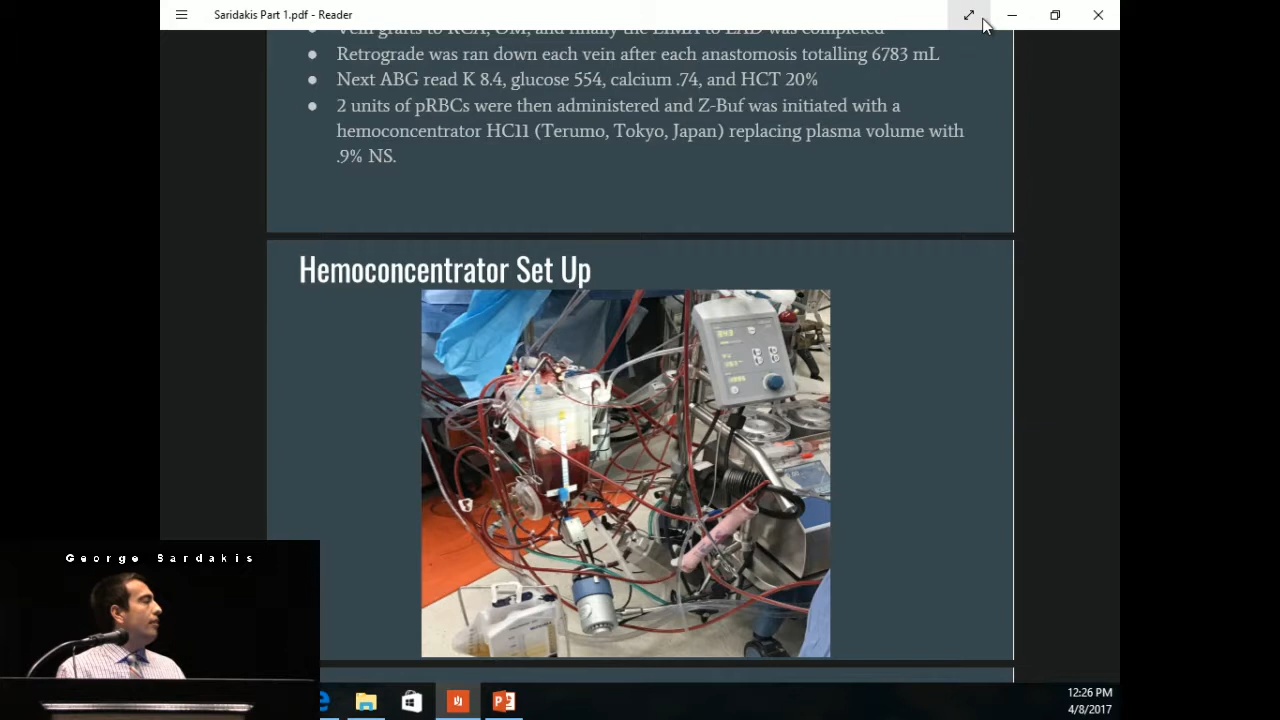 Saridakis Part 1.pdf - Reader
Vein grafts to RCA, OM, and finally the LIMA to LAD was completed
● Retrograde was ran down each vein after each anastomosis totalling 6783 mL
● Next ABG read K 8.4, glucose 554, calcium .74, and HCT 20%
● 2 units of pRBCs were then administered and Z-Buf was initiated with a
hemoconcentrator HC11 (Terumo, Tokyo, Japan) replacing plasma volume with
.9% NS.
Hemoconcentrator Set Up
George Sardakis
12:26 PM
4/8/2017